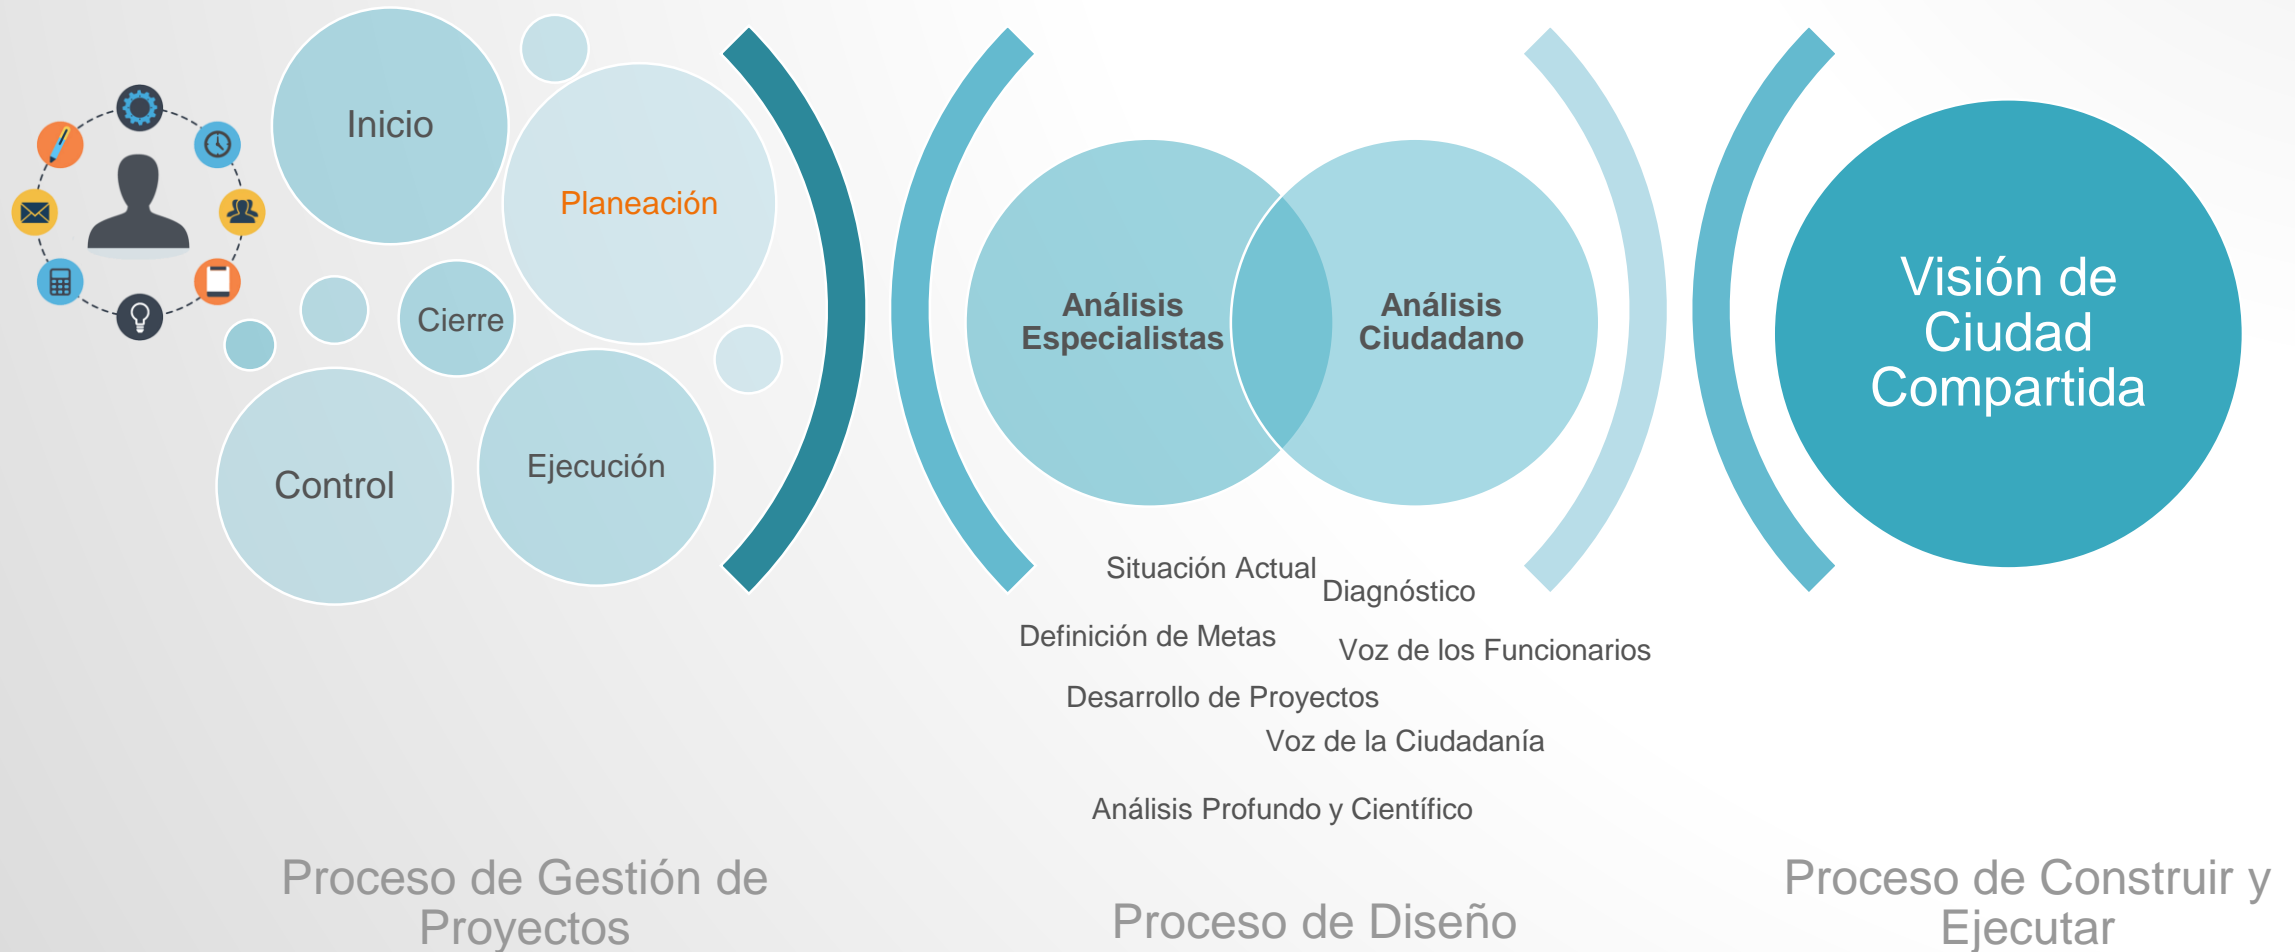 Inicio
Planeación
Cierre
Control
Ejecución
Análisis
Especialistas
Análisis
Ciudadano
Situación Actual
Diagnóstico
Definición de Metas
Voz de los Funcionarios
Desarrollo de Proyectos
Voz de la Ciudadanía
Análisis Profundo y Científico
Visión de
Ciudad
Compartida
Proceso de Gestión de
Proyectos
Proceso de Diseño
Proceso de Construir y
Ejecutar